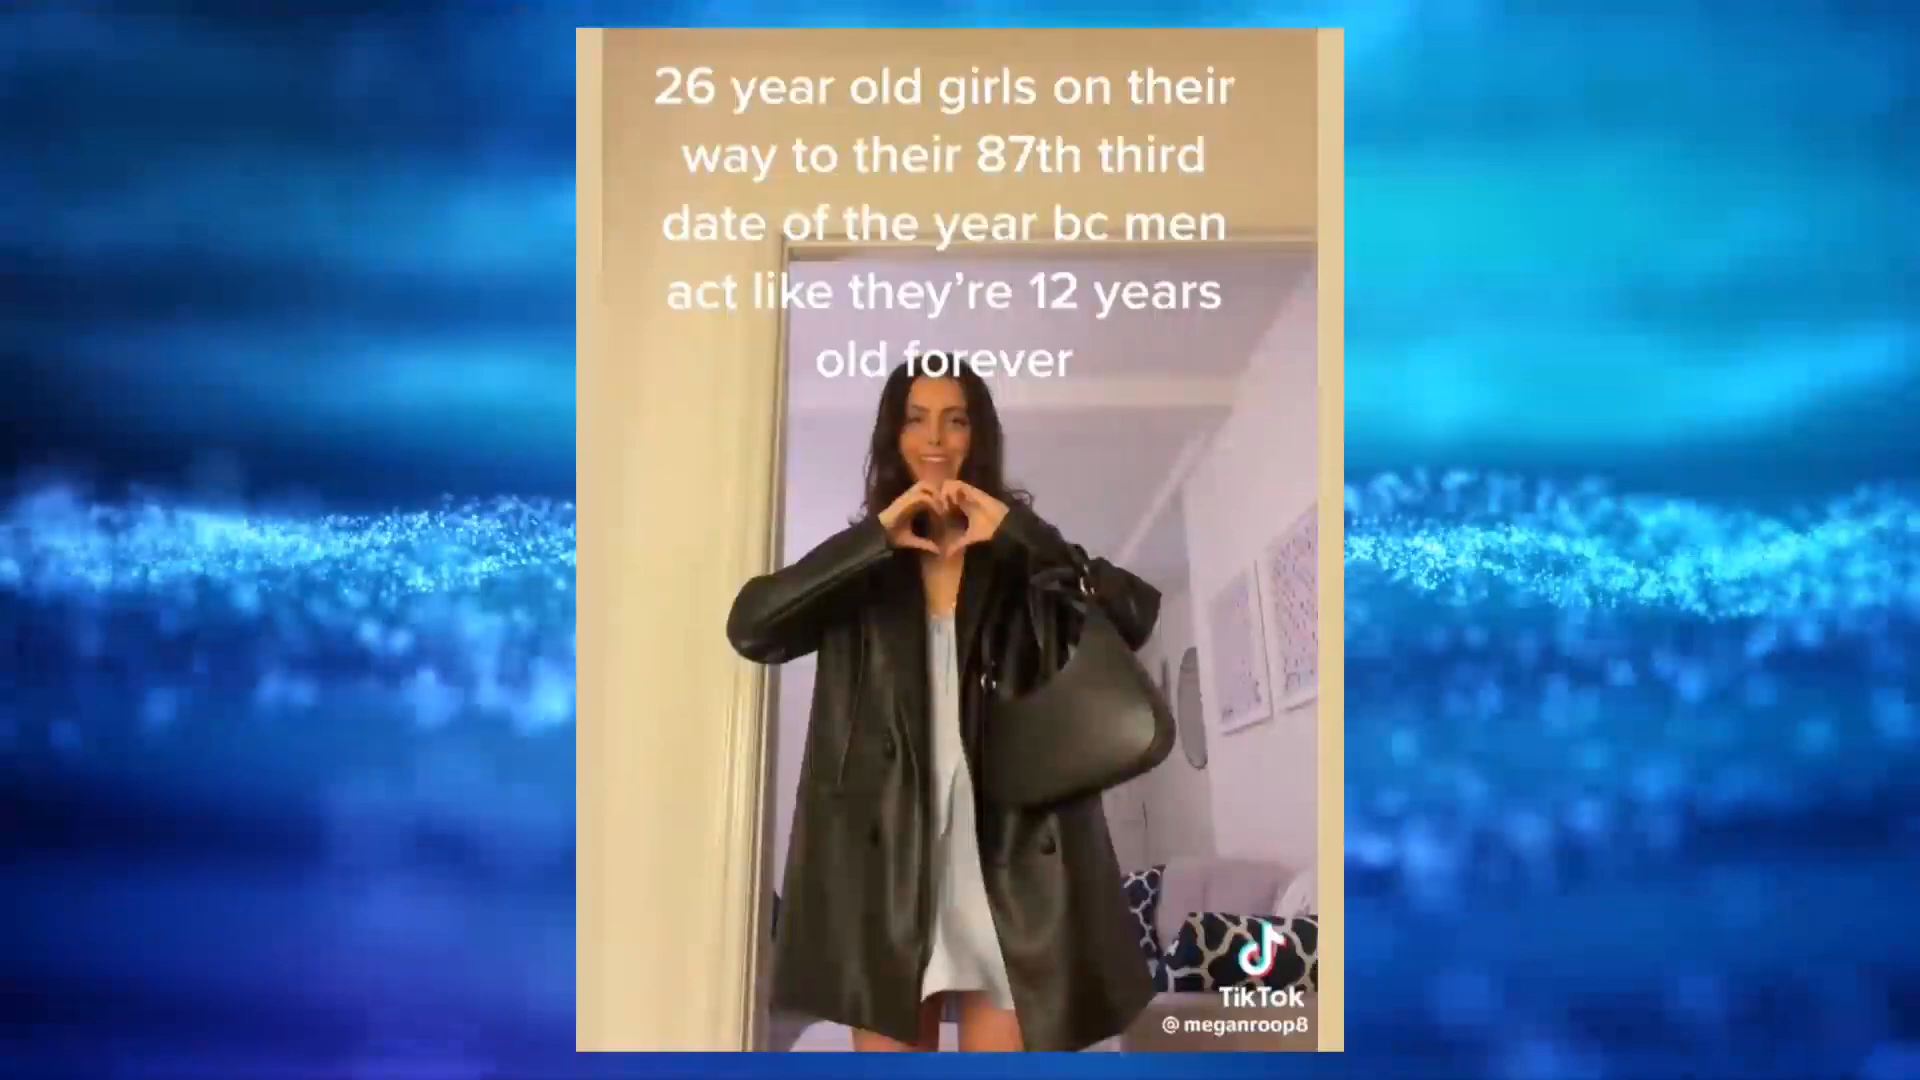 26 year old girls on their
way to their 87th third
date of the year bc men
act like they’re 12 years
old forever
TikTok
@meganroop8